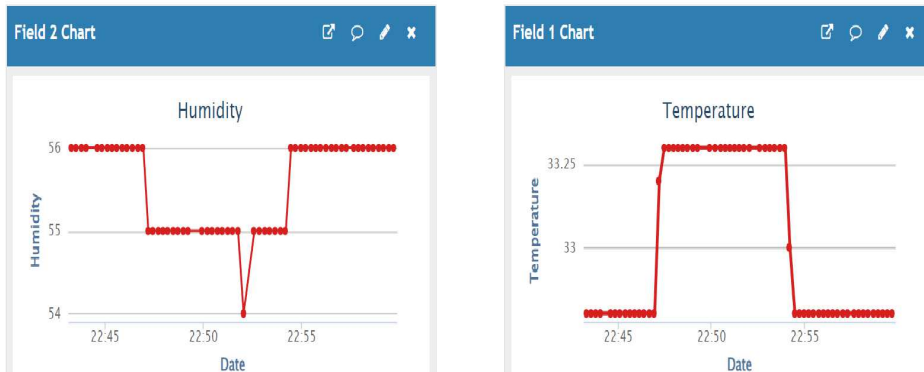 Field 2 Chart
Humidity
56
55
54
Humidity
22:45 22:50 22:55
Date
Field 1 Chart
Temperature
33.25
33
Temperature
22:45 22:50 22:55
Date